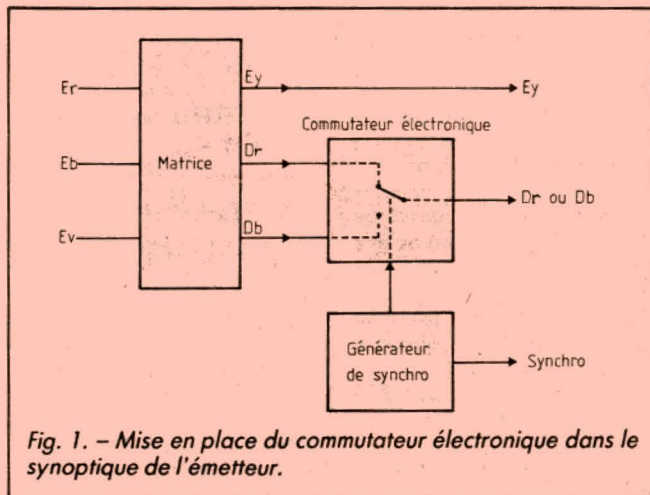 Er
Ey
Ey
Commutateur électronique
Eb
Matrice
Dr
Dr ou Db
Ev
Db
Générateur
de synchro
Synchro
Fig. 1. – Mise en place du commutateur électronique dans le
synoptique de l'émetteur.